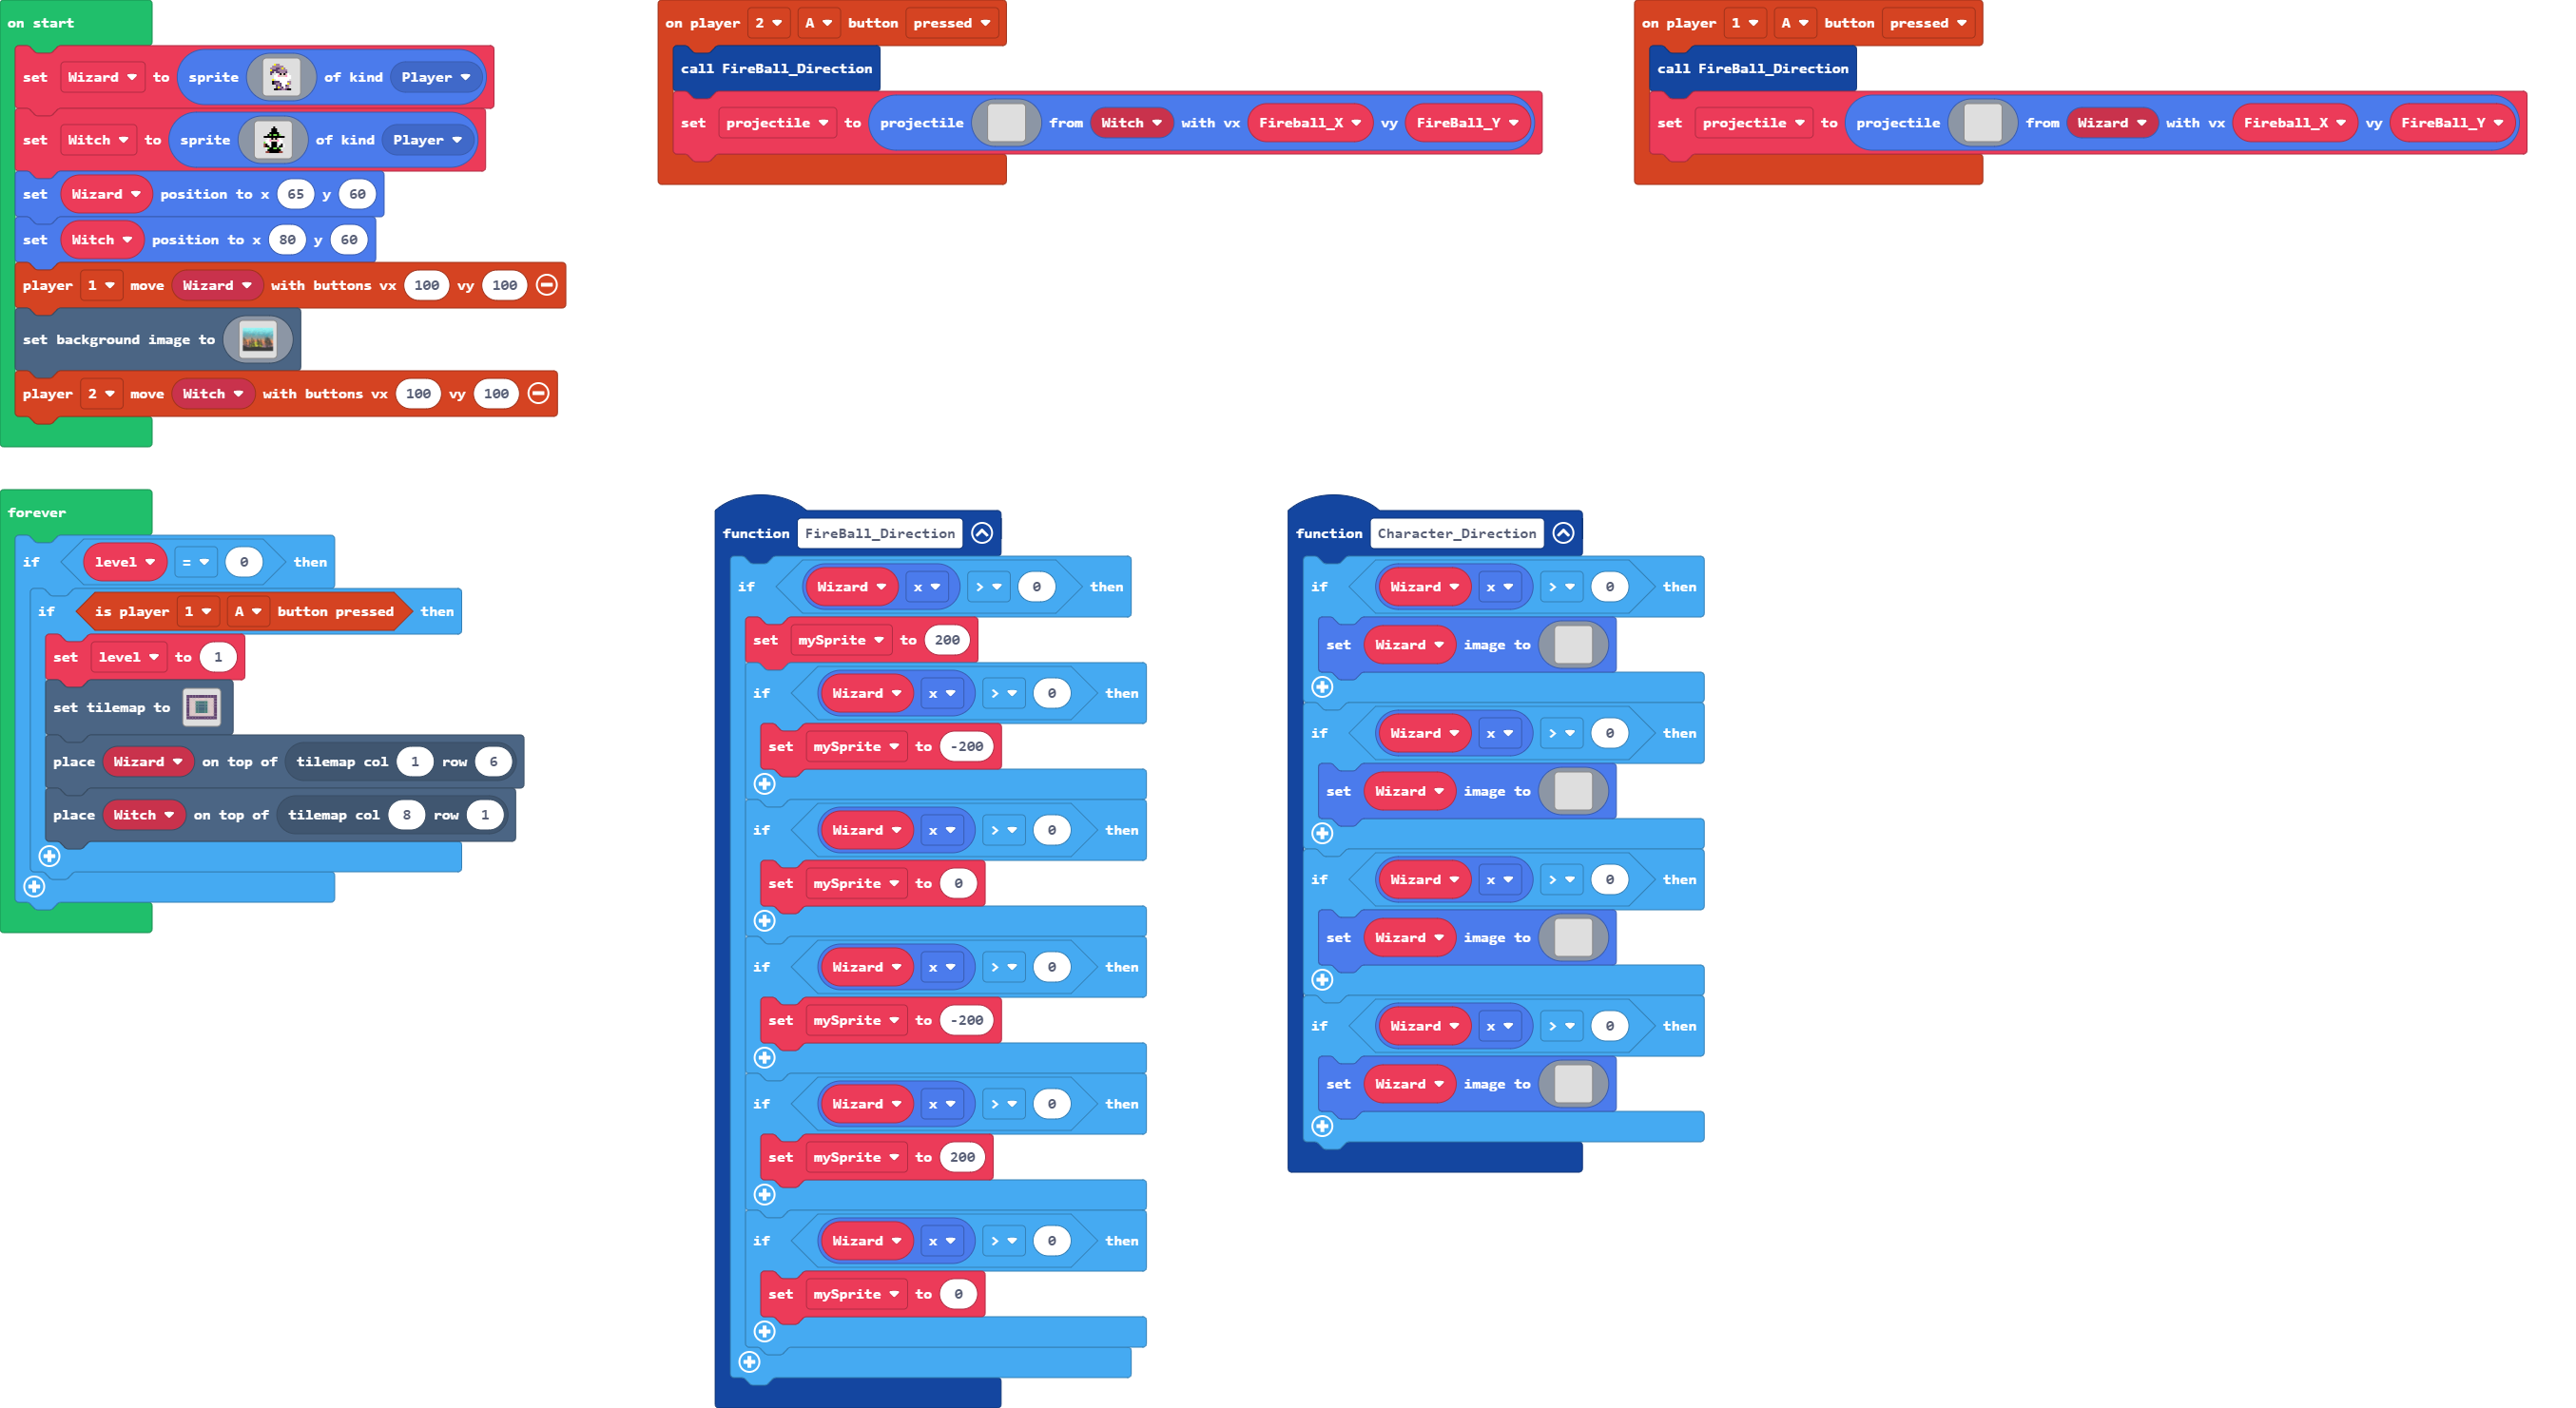 on start
set Wizard to sprite of kind Player
set Witch to sprite of kind Player
set Wizard position to x 65 y 60
set Witch position to x 80 y 60
player 1 move Wizard with buttons vx 100 vy 100
set background image to
player 2 move Witch with buttons vx 100 vy 100
on player 2 A button pressed
call FireBall_Direction
set projectile to projectile from Witch with vx Fireball_X vy FireBall_Y
on player 1 A button pressed
call FireBall_Direction
set projectile to projectile from Wizard with vx Fireball_X vy FireBall_Y
forever
if level = 0 then
if is player 1 A button pressed then
set level to 1
set tilemap to
place Wizard on top of tilemap col 1 row 6
place Witch on top of tilemap col 8 row 1
function FireBall_Direction
if Wizard x > 0 then
set mySprite to 200
if Wizard x > 0 then
set mySprite to -200
if Wizard x > 0 then
set mySprite to 0
if Wizard x > 0 then
set mySprite to -200
if Wizard x > 0 then
set mySprite to 200
if Wizard x > 0 then
set mySprite to 0
function Character_Direction
if Wizard x > 0 then
set Wizard image to
if Wizard x > 0 then
set Wizard image to
if Wizard x > 0 then
set Wizard image to
if Wizard x > 0 then
set Wizard image to